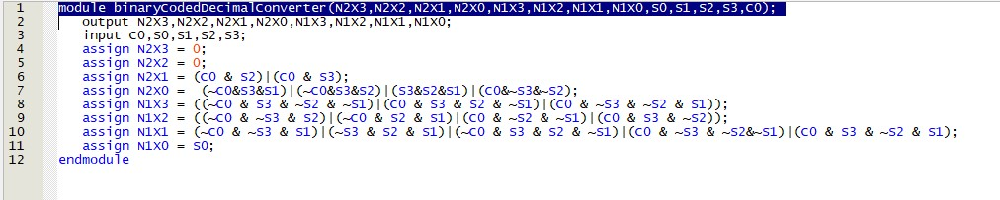 1 module binaryCodedDecimalConverter(N2X3,N2X2,N2X1,N2X0,N1X3,N1X2,N1X1,N1X0,S0,S1,S2,S3,C0);
2 output N2X3,N2X2,N2X1,N2X0,N1X3,N1X2,N1X1,N1X0;
3 input C0,S0,S1,S2,S3;
4 assign N2X3 = 0;
5 assign N2X2 = 0;
6 assign N2X1 = (C0 & S2)|(C0 & S3);
7 assign N2X0 =  (~C0&S3&S1)|(~C0&S3&S2)|(S3&S2&S1)|(C0&~S3&~S2);
8 assign N1X3 = ((~C0 & S3 & ~S2 & ~S1)|(C0 & S3 & S2 & ~S1)|(C0 & ~S3 & ~S2 & S1));
9 assign N1X2 = ((~C0 & ~S3 & S2)|(~C0 & S2 & S1)|(C0 & ~S2 & ~S1)|(C0 & S3 & ~S2));
10 assign N1X1 = (~C0 & ~S3 & S1)|(~S3 & S2 & S1)|(~C0 & S3 & S2 & ~S1)|(C0 & ~S3 & ~S2&~S1)|(C0 & S3 & ~S2 & S1);
11 assign N1X0 = S0;
12 endmodule